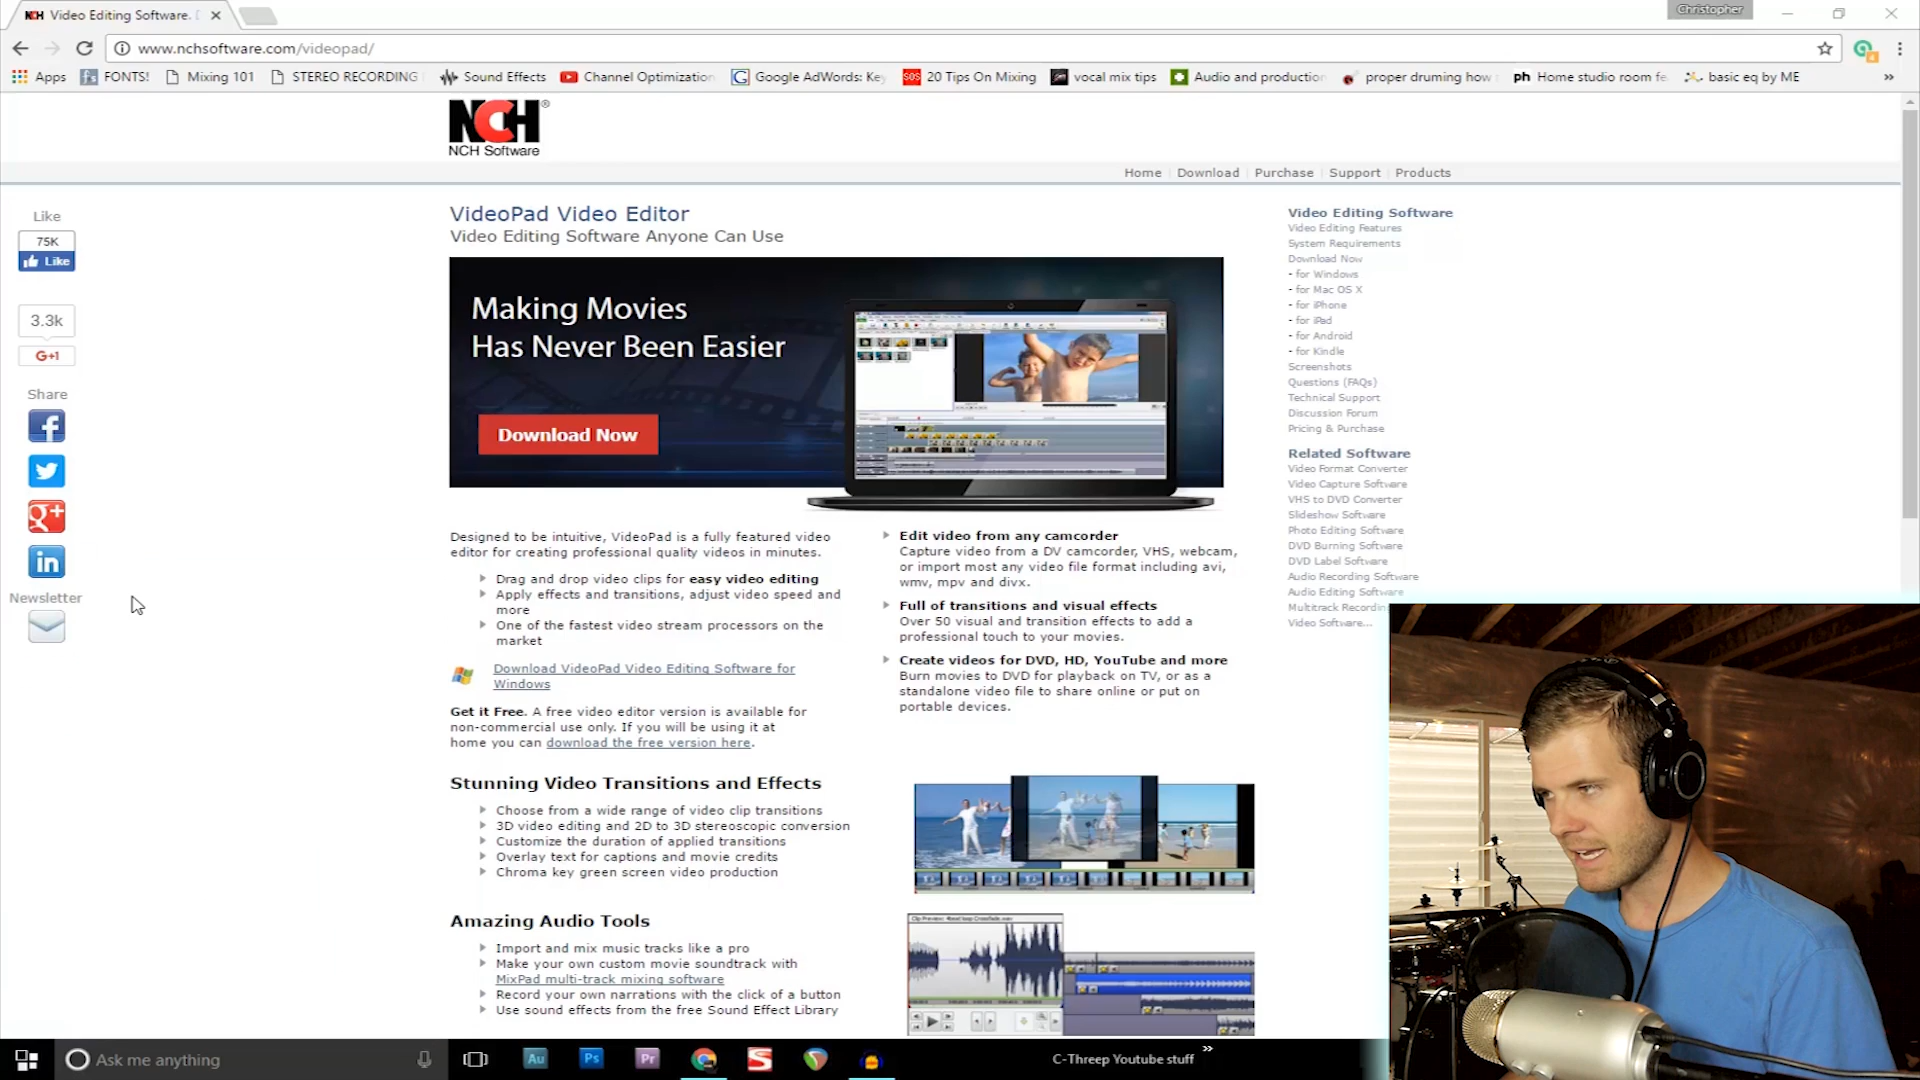 NCH Video Editing Software.
Christopher
www.nchsoftware.com/videopad/
Apps
FONTS!
Mixing 101
STEREO RECORDING
Sound Effects
Channel Optimization
Google AdWords: Key
SOS 20 Tips On Mixing
vocal mix tips
Audio and production
proper druming how
ph Home studio room fe
basic eq by ME
NCH®
NCH Software
Home | Download | Purchase | Support | Products
Like
75K
Like
3.3k
G+1
Share
Newsletter
VideoPad Video Editor
Video Editing Software Anyone Can Use
Making Movies
Has Never Been Easier
Download Now
Designed to be intuitive, VideoPad is a fully featured video
editor for creating professional quality videos in minutes.
Drag and drop video clips for easy video editing
Apply effects and transitions, adjust video speed and
more
One of the fastest video stream processors on the
market
Download VideoPad Video Editing Software for
Windows
Get it Free. A free video editor version is available for
non-commercial use only. If you will be using it at
home you can download the free version here.
Edit video from any camcorder
Capture video from a DV camcorder, VHS, webcam,
or import most any video file format including avi,
wmv, mpv and divx.
Full of transitions and visual effects
Over 50 visual and transition effects to add a
professional touch to your movies.
Create videos for DVD, HD, YouTube and more
Burn movies to DVD for playback on TV, or as a
standalone video file to share online or put on
portable devices.
Stunning Video Transitions and Effects
Choose from a wide range of video clip transitions
3D video editing and 2D to 3D stereoscopic conversion
Customize the duration of applied transitions
Overlay text for captions and movie credits
Chroma key green screen video production
Amazing Audio Tools
Import and mix music tracks like a pro
Make your own custom movie soundtrack with
MixPad multi-track mixing software
Record your own narrations with the click of a button
Use sound effects from the free Sound Effect Library
Video Editing Software
Video Editing Features
System Requirements
Download Now
- for Windows
- for Mac OS X
- for iPhone
- for iPad
- for Android
- for Kindle
Screenshots
Questions (FAQs)
Technical Support
Discussion Forum
Pricing & Purchase
Related Software
Video Format Converter
Video Capture Software
VHS to DVD Converter
Slideshow Software
Photo Editing Software
DVD Burning Software
DVD Label Software
Audio Recording Software
Audio Editing Software
Multitrack Recording
Video Software...
Ask me anything
Au
Ps
Pr
C-Threep Youtube stuff